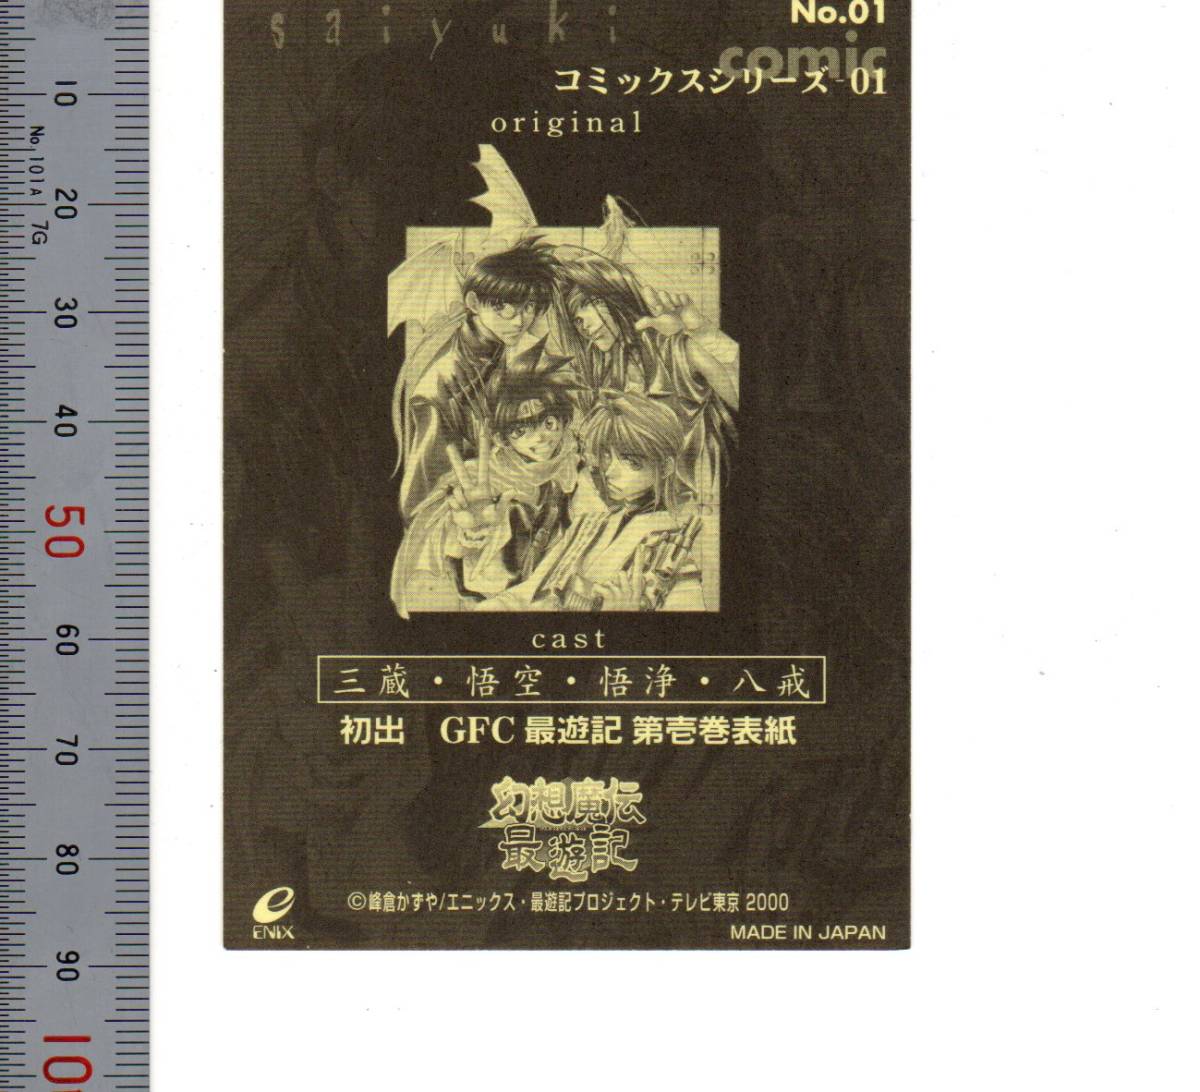 saiyuki
No.01
comic
コミックスシリーズ-01
original
cast
三蔵・悟空・悟浄・八戒
初出　GFC 最遊記 第壱巻表紙
幻想魔伝
最遊記
©峰倉かずや/エニックス・最遊記プロジェクト・テレビ東京 2000
ENIX
MADE IN JAPAN
10
No.101A 7G
20
30
40
50
60
70
80
90